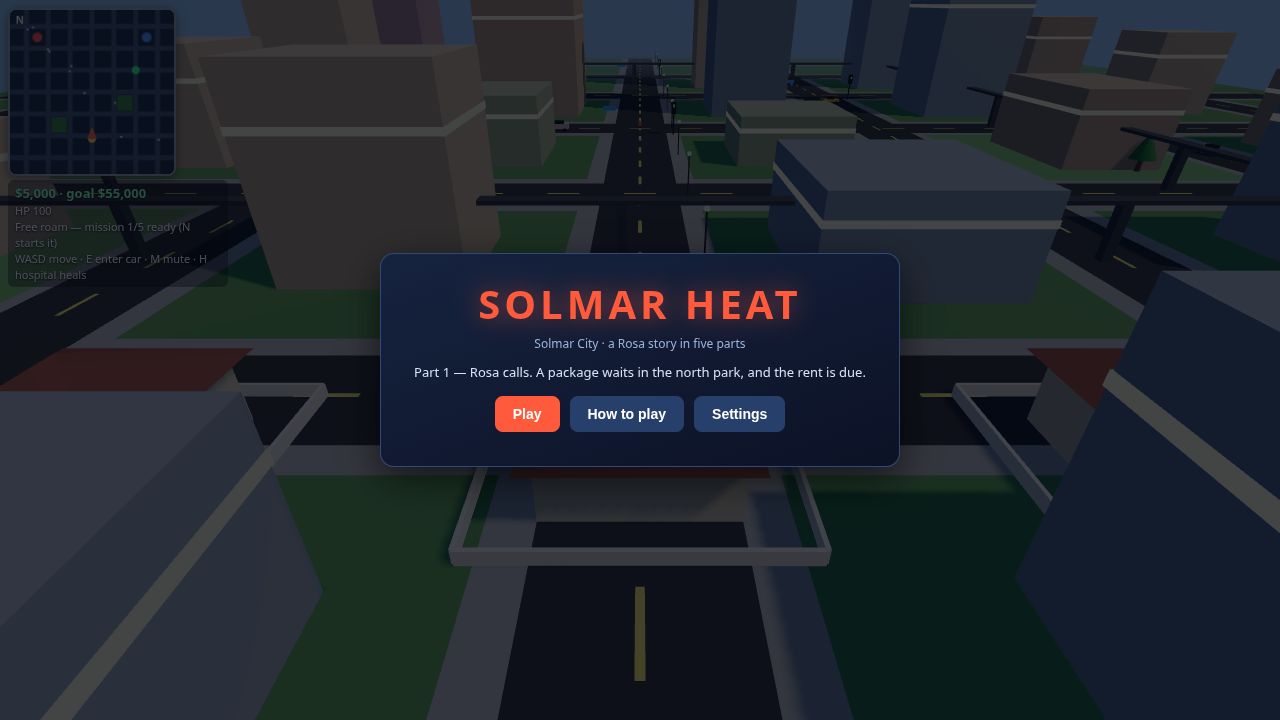 N
$5,000 · goal $55,000
HP 100
Free roam — mission 1/5 ready (N
starts it)
WASD move · E enter car · M mute · H
hospital heals
SOLMAR HEAT
Solmar City · a Rosa story in five parts
Part 1 — Rosa calls. A package waits in the north park, and the rent is due.
Play How to play Settings